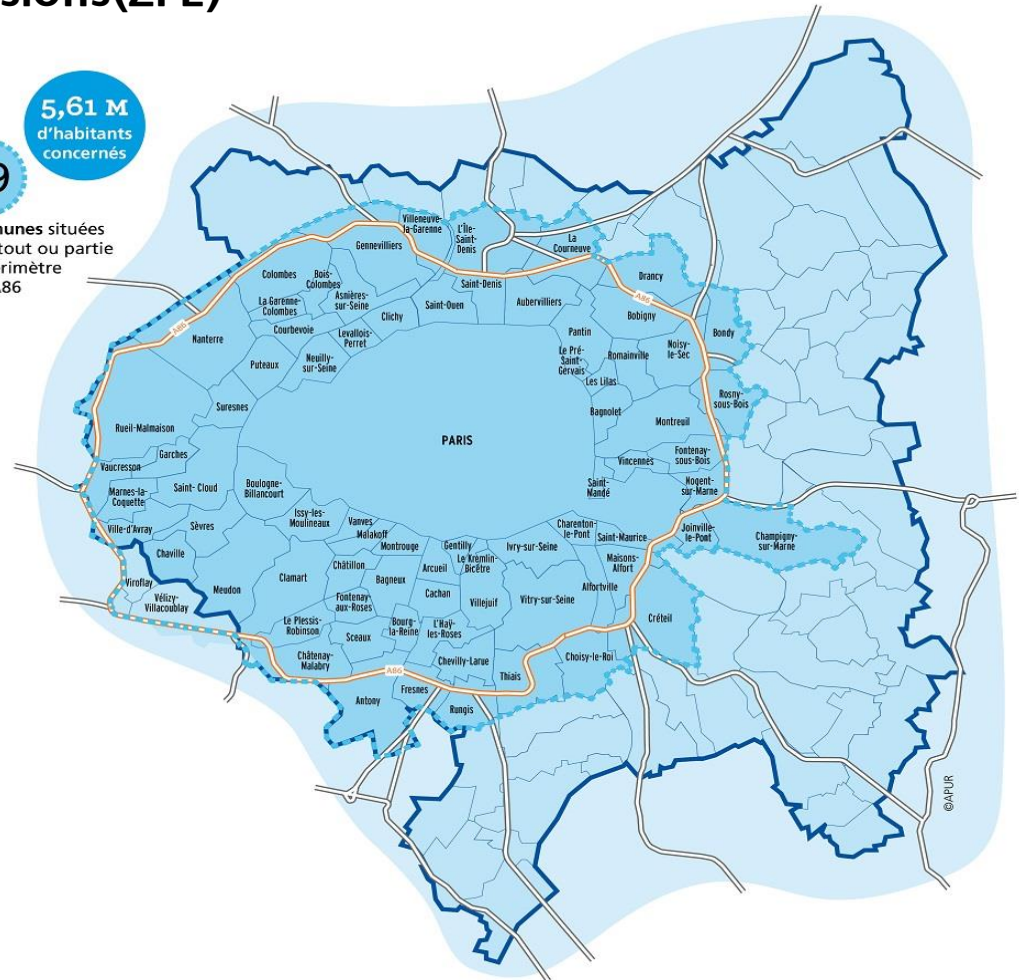 sions(ZFE)
5,61 M
d'habitants
concernés
9
munes situées
tout ou partie
érimètre
A86
Villeneuve-
la-Garenne
L'Île-
Saint-
Denis
La
Courneuve
Gennevilliers
Colombes
Bois-
Colombes
Saint-Denis
Drancy
La Garenne-
Colombes
Asnières-
sur-Seine
Saint-Ouen
Aubervilliers
A86
Clichy
Bobigny
A86
Courbevoie
Levallois-
Perret
Pantin
Bondy
Nanterre
Noisy-
le-Sec
Puteaux
Neuilly-
sur-Seine
Le Pré-
Saint-
Gervais
Romainville
Les Lilas
Rosny-
sous-Bois
Suresnes
Bagnolet
Montreuil
Rueil-Malmaison
PARIS
Garches
Vaucresson
Vincennes
Fontenay-
sous-Bois
Marnes-la-
Coquette
Saint- Cloud
Boulogne-
Billancourt
Saint-
Mandé
Nogent-
sur-Marne
Ville-d'Avray
Sèvres
Issy-les-
Moulineaux
Vanves
Malakoff
Charenton-
le-Pont
Saint-Maurice
Joinville-
le-Pont
Champigny-
sur-Marne
Chaville
Montrouge
Gentilly
Le Kremlin-
Bicêtre
Ivry-sur-Seine
Maisons-
Alfort
Viroflay
Châtillon
Arcueil
Clamart
Bagneux
Alfortville
Vélizy-
Villacoublay
Meudon
Fontenay
aux-Roses
Cachan
Villejuif
Vitry-sur-Seine
Le Plessis-
Robinson
Bourg-
la-Reine
L'Haÿ-
les-Roses
Créteil
Sceaux
Châtenay-
Malabry
Chevilly-Larue
Choisy-le-Roi
A86
Thiais
Antony
Fresnes
Rungis
©APUR